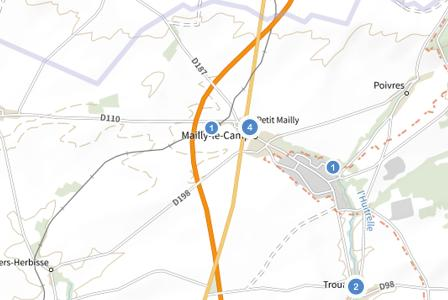 D187
Poivres
D110
1
4
Petit Mailly
Mailly-le-Camp
1
D198
l'Huitrelle
ers-Herbisse
Trou
2
D98